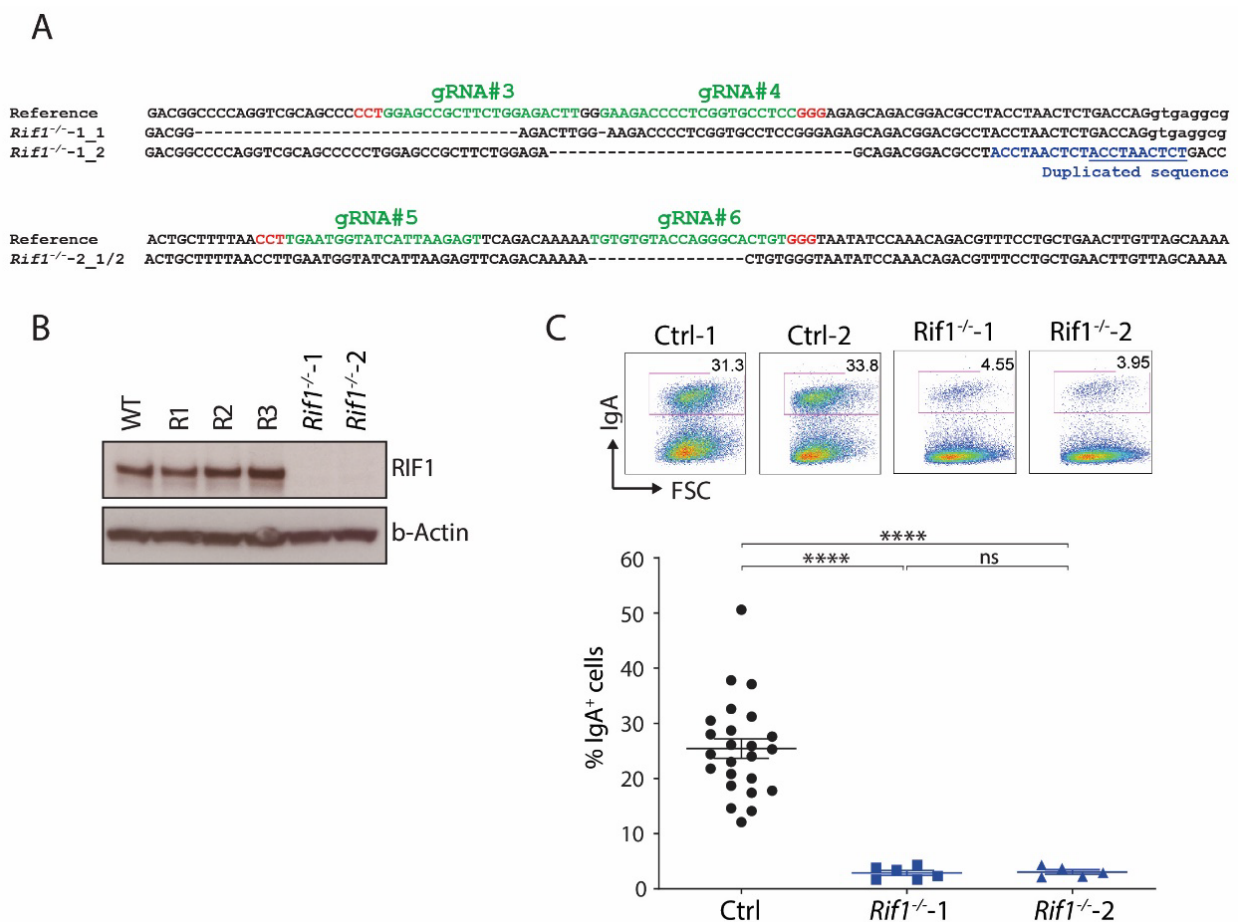 A
gRNA#3 gRNA#4
Reference GACGGCCCCAGGTCGCAGCCCCCTGGAGCCGCTTCTGGAGACTTGGGAAGACCCCTCGGTGCCTCCGGGAGAGCAGACGGACGCCTACCTAACTCTGACCAGgtgaggcg
Rif1-/--1_1 GACGG--------------------------------AGACTTGG-AAGACCCCTCGGTGCCTCCGGGAGAGCAGACGGACGCCTACCTAACTCTGACCAGgtgaggcg
Rif1-/--1_2 GACGGCCCCAGGTCGCAGCCCCCTGGAGCCGCTTCTGGAGA------------------------------GCAGACGGACGCCTACCTAACTCTACCTAACTCTGACC
Duplicated sequence
gRNA#5 gRNA#6
Reference ACTGCTTTTAACCTTGAATGGTATCATTAAGAGTTCAGACAAAAATGTGTGTACCAGGGCACTGTGGGTAATATCCAAACAGACGTTTCCTGCTGAACTTGTTAGCAAAA
Rif1-/--2_1/2 ACTGCTTTTAACCTTGAATGGTATCATTAAGAGTTCAGACAAAAA----------------CTGTGGGTAATATCCAAACAGACGTTTCCTGCTGAACTTGTTAGCAAAA
B
WT R1 R2 R3 Rif1-/--1 Rif1-/--2
RIF1
b-Actin
C
Ctrl-1 Ctrl-2 Rif1-/--1 Rif1-/--2
31.3 33.8 4.55 3.95
IgA
FSC
****
**** ns
60
50
40
30
20
10
0
% IgA+ cells
Ctrl Rif1-/--1 Rif1-/--2